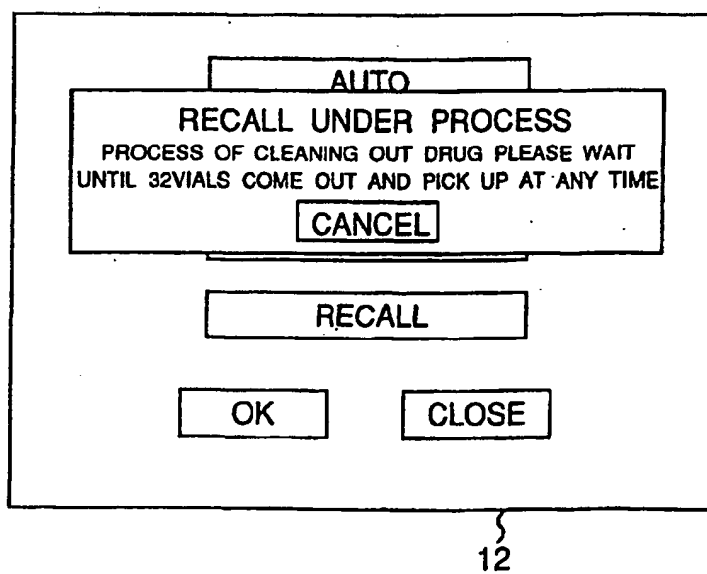 AUTO
RECALL UNDER PROCESS
PROCESS OF CLEANING OUT DRUG PLEASE WAIT
UNTIL 32VIALS COME OUT AND PICK UP AT ANY TIME
CANCEL
RECALL
OK CLOSE
12